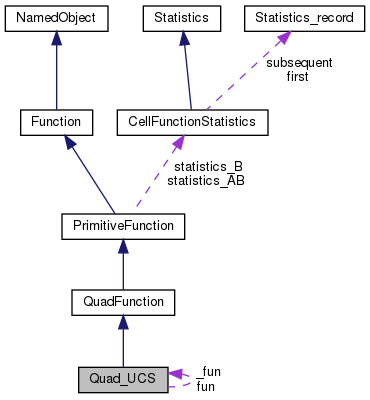 NamedObject
Statistics
Statistics_record
subsequent
first
Function
CellFunctionStatistics
statistics_B
statistics_AB
PrimitiveFunction
QuadFunction
Quad_UCS
_fun
fun